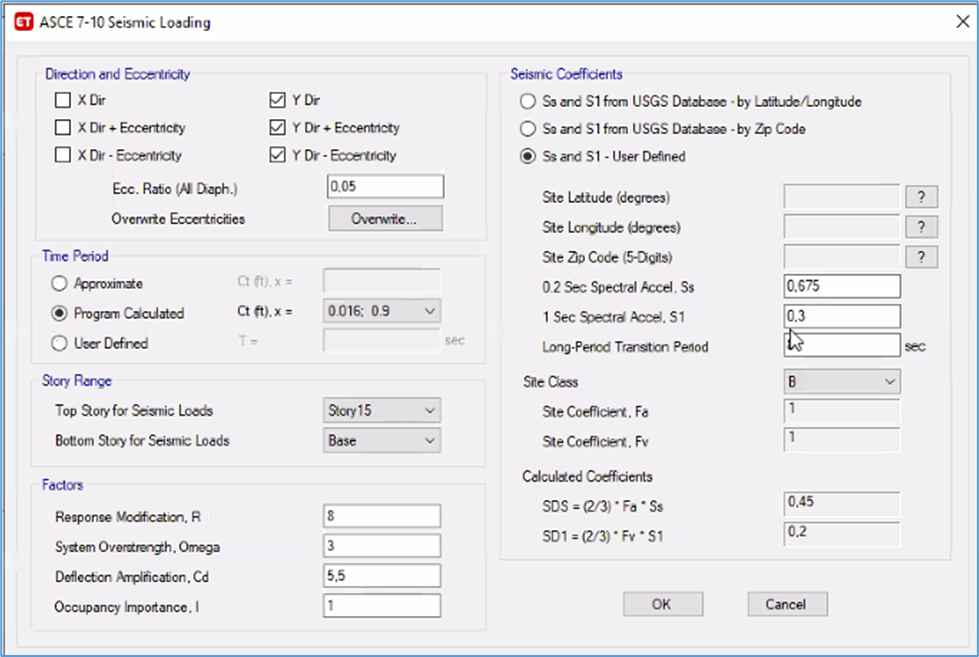 ET ASCE 7-10 Seismic Loading
Direction and Eccentricity
X Dir
Y Dir
X Dir + Eccentricity
Y Dir + Eccentricity
X Dir - Eccentricity
Y Dir - Eccentricity
Ecc. Ratio (All Diaph.)
0,05
Overwrite Eccentricities
Overwrite...
Time Period
Approximate
Ct (ft), x =
Program Calculated
Ct (ft), x =
0.016; 0.9
User Defined
T =
sec
Story Range
Top Story for Seismic Loads
Story15
Bottom Story for Seismic Loads
Base
Factors
Response Modification, R
8
System Overstrength, Omega
3
Deflection Amplification, Cd
5,5
Occupancy Importance, I
1
Seismic Coefficients
Ss and S1 from USGS Database - by Latitude/Longitude
Ss and S1 from USGS Database - by Zip Code
Ss and S1 - User Defined
Site Latitude (degrees)
?
Site Longitude (degrees)
?
Site Zip Code (5-Digits)
?
0.2 Sec Spectral Accel, Ss
0,675
1 Sec Spectral Accel, S1
0,3
Long-Period Transition Period
sec
Site Class
B
Site Coefficient, Fa
1
Site Coefficient, Fv
1
Calculated Coefficients
SDS = (2/3) * Fa * Ss
0,45
SD1 = (2/3) * Fv * S1
0,2
OK
Cancel